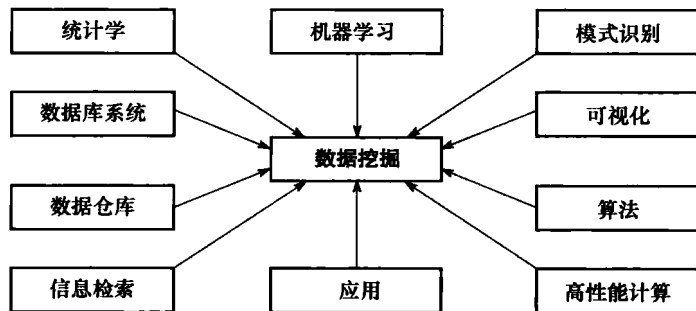 统计学
机器学习
模式识别
数据库系统
可视化
数据挖掘
数据仓库
算法
信息检索
应用
高性能计算